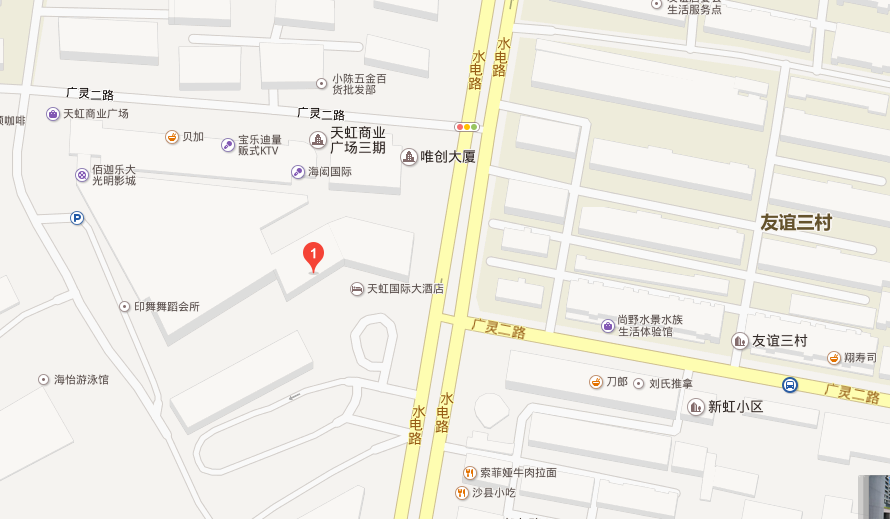 生活服务点
水电路
水电路
小陈五金百
货批发部
广灵二路
广灵二路
天虹商业广场
咖啡
贝加
宝乐迪量
贩式KTV
天虹商业
广场三期
唯创大厦
佰迦乐大
光明影城
海闳国际
P
友谊三村
1
天虹国际大酒店
印舞舞蹈会所
广灵二路
尚野水景水族
生活体验馆
友谊三村
翔寿司
海怡游泳馆
刀郎
刘氏推拿
广灵二路
新虹小区
水电路
水电路
索菲娅牛肉拉面
沙县小吃